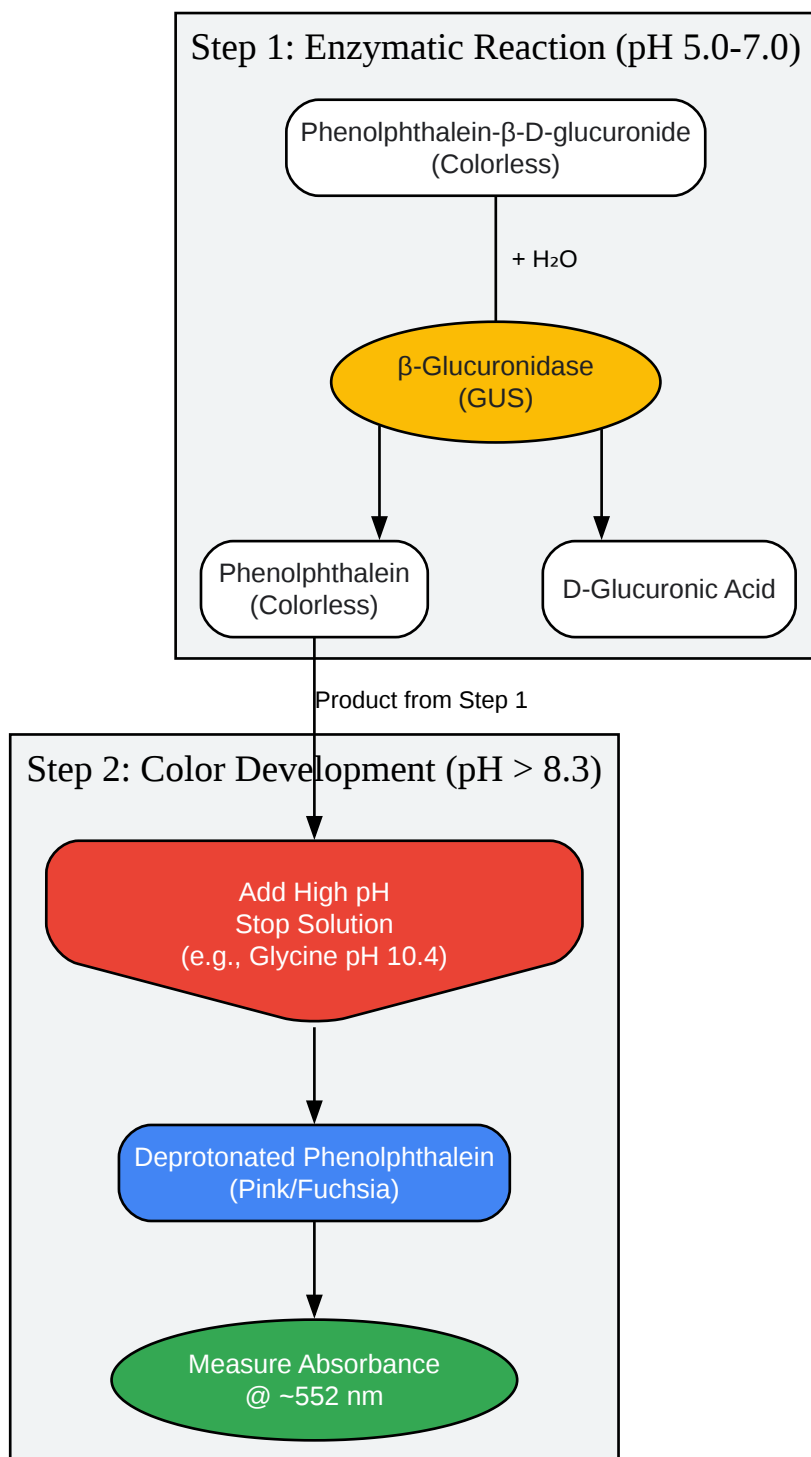 Step 1: Enzymatic Reaction (pH 5.0-7.0)
Phenolphthalein-β-D-glucuronide
(Colorless)
+ H₂O
β-Glucuronidase
(GUS)
Phenolphthalein
(Colorless)
D-Glucuronic Acid
Product from Step 1
Step 2: Color Development (pH > 8.3)
Add High pH
Stop Solution
(e.g., Glycine pH 10.4)
Deprotonated Phenolphthalein
(Pink/Fuchsia)
Measure Absorbance
@ ~552 nm